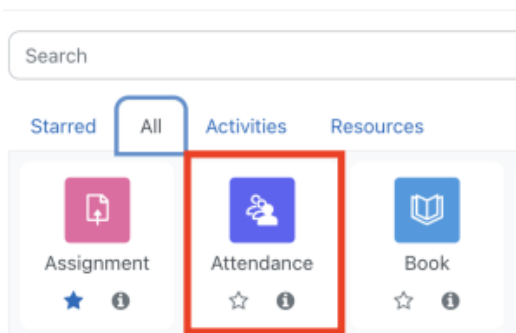 Search
Starred All Activities Resources
Assignment Attendance Book